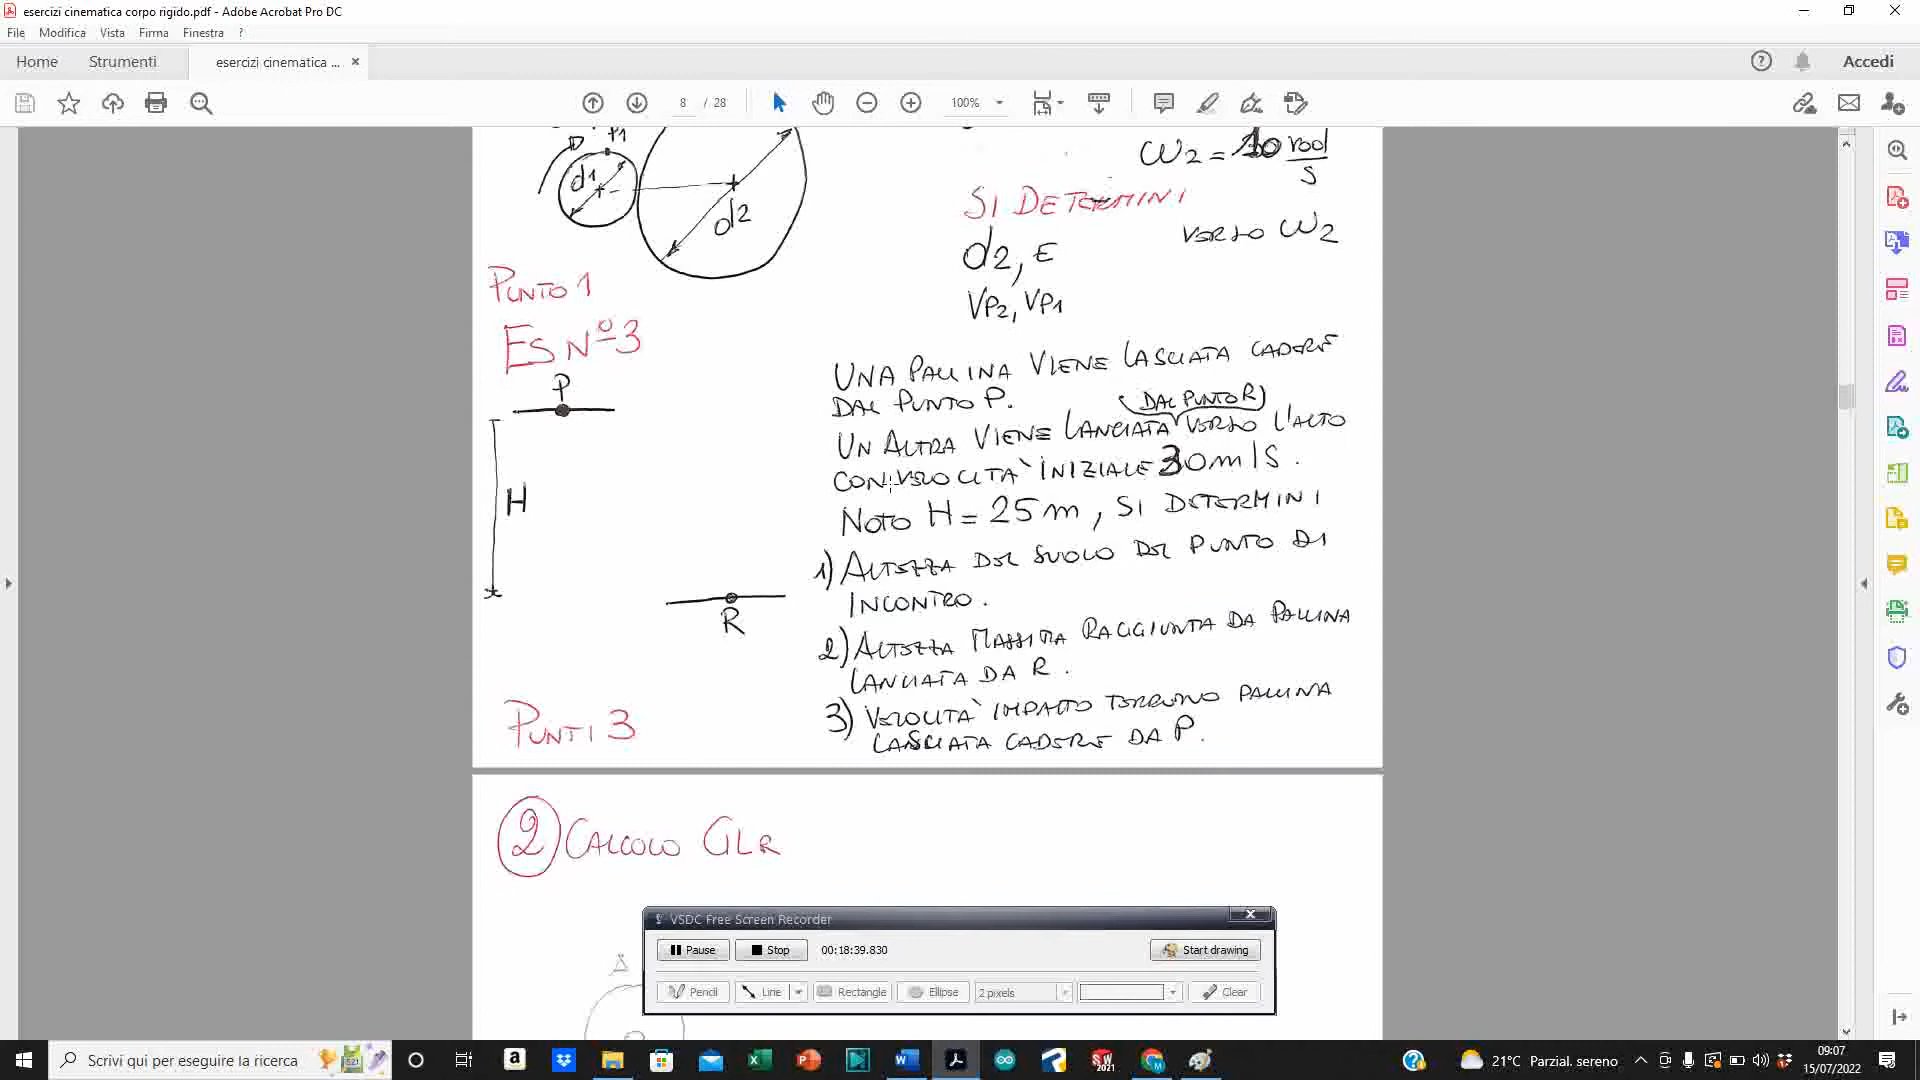 esercizi cinematica corpo rigido.pdf - Adobe Acrobat Pro DC
File Modifica Vista Firma Finestra ?
Home Strumenti esercizi cinematica ... × Accedi
8 / 28 100%
d1
P1
d2
ω2 = 10 rad/s
SI DETERMINI
VERSO ω2
d2, E
VP2, VP1
PUNTO 1
ES Nº3
P
H
R
PUNTI 3
UNA PALLINA VIENE LASCIATA CADERE
DAL PUNTO P.
(DAL PUNTO R)
UN ALTRA VIENE LANCIATA VERSO L'ALTO
CON VELOCITA' INIZIALE 30 m/s.
NOTO H = 25 m, SI DETERMINI
1) ALTEZZA DEL SUOLO DEL PUNTO DI
INCONTRO.
2) ALTEZZA MASSIMA RAGGIUNTA DA PALLINA
LANCIATA DA R.
3) VELOCITA' IMPATTO TERRENO PALLINA
LASCIATA CADERE DA P.
2 CALCOLO GLR
VSDC Free Screen Recorder
Pause Stop 00:18:39.830 Start drawing
Pencil Line Rectangle Ellipse 2 pixels Clear
Scrivi qui per eseguire la ricerca
21°C Parzial. sereno
09:07
15/07/2022